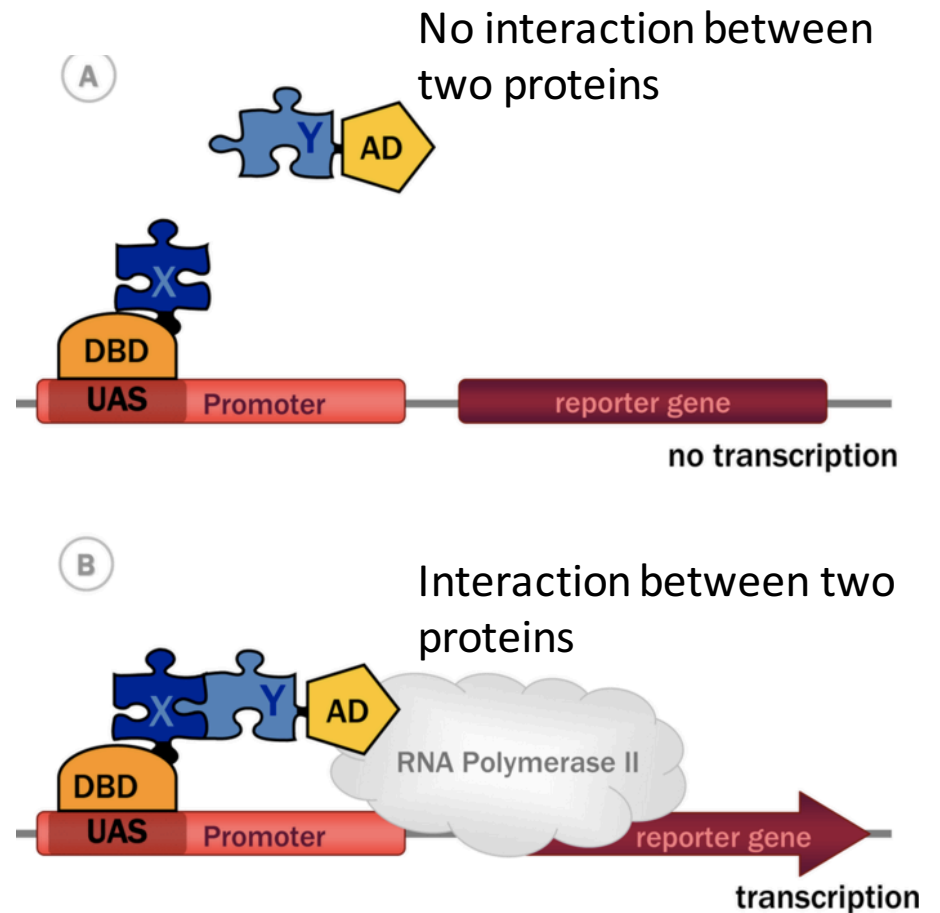 No interaction between
two proteins
A
Y AD
X
DBD
UAS Promoter reporter gene
no transcription
B
Interaction between two
proteins
X Y AD
RNA Polymerase II
DBD
UAS Promoter reporter gene
transcription